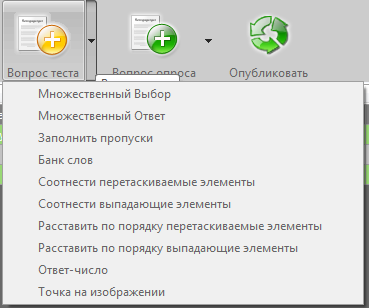 Вопрос теста
Вопрос опроса
Опубликовать
Множественный Выбор
Множественный Ответ
Заполнить пропуски
Банк слов
Соотнести перетаскиваемые элементы
Соотнести выпадающие элементы
Расставить по порядку перетаскиваемые элементы
Расставить по порядку выпадающие элементы
Ответ-число
Точка на изображении